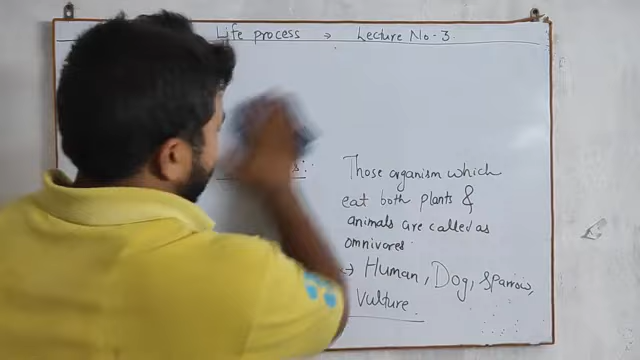 Life process → Lecture No-3.
Those organism which
eat both plants &
animals are called as
omnivores.
→ Human, Dog, Sparrow,
Vulture.